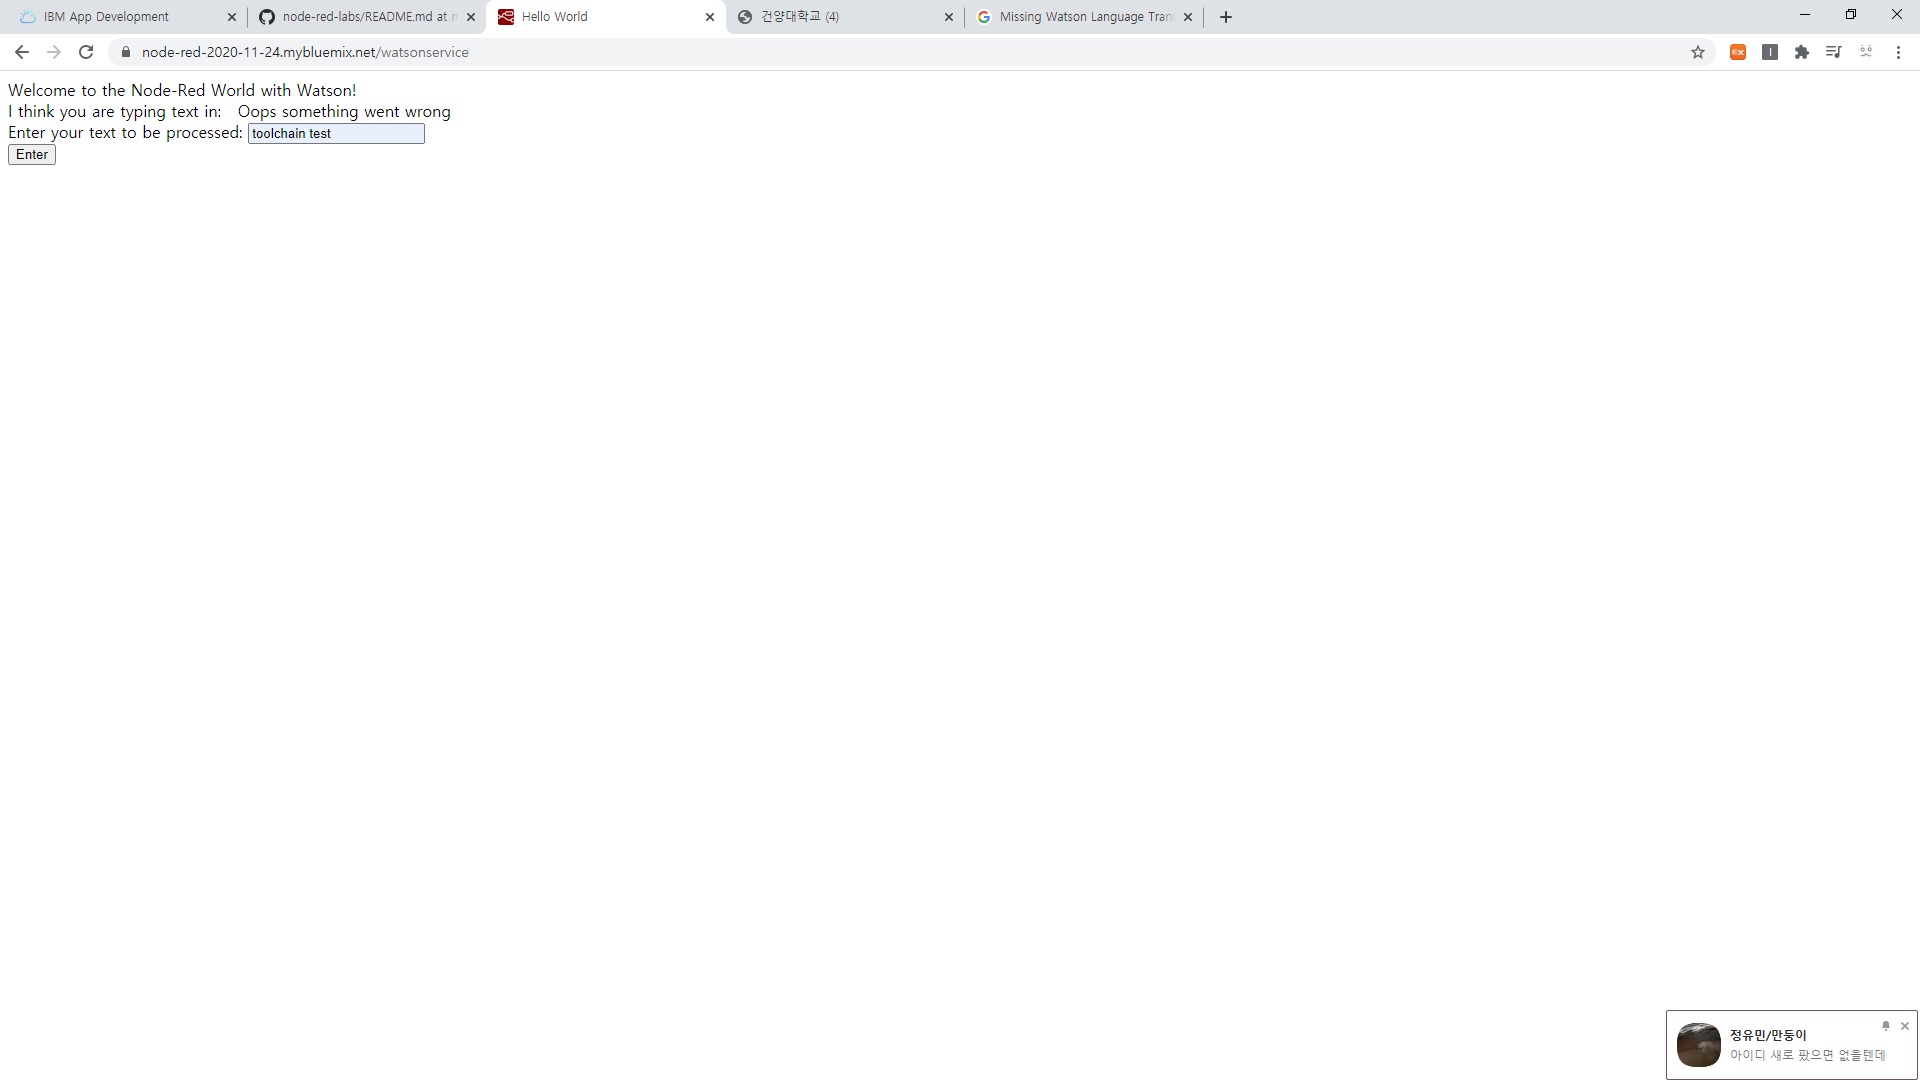 IBM App Development
node-red-labs/README.md at m
Hello World
건양대학교 (4)
Missing Watson Language Tran
node-red-2020-11-24.mybluemix.net/watsonservice
EX
I
Welcome to the Node-Red World with Watson!
I think you are typing text in: Oops something went wrong
Enter your text to be processed: toolchain test
Enter
정유민/만둥이
아이디 새로 팠으면 없을텐데